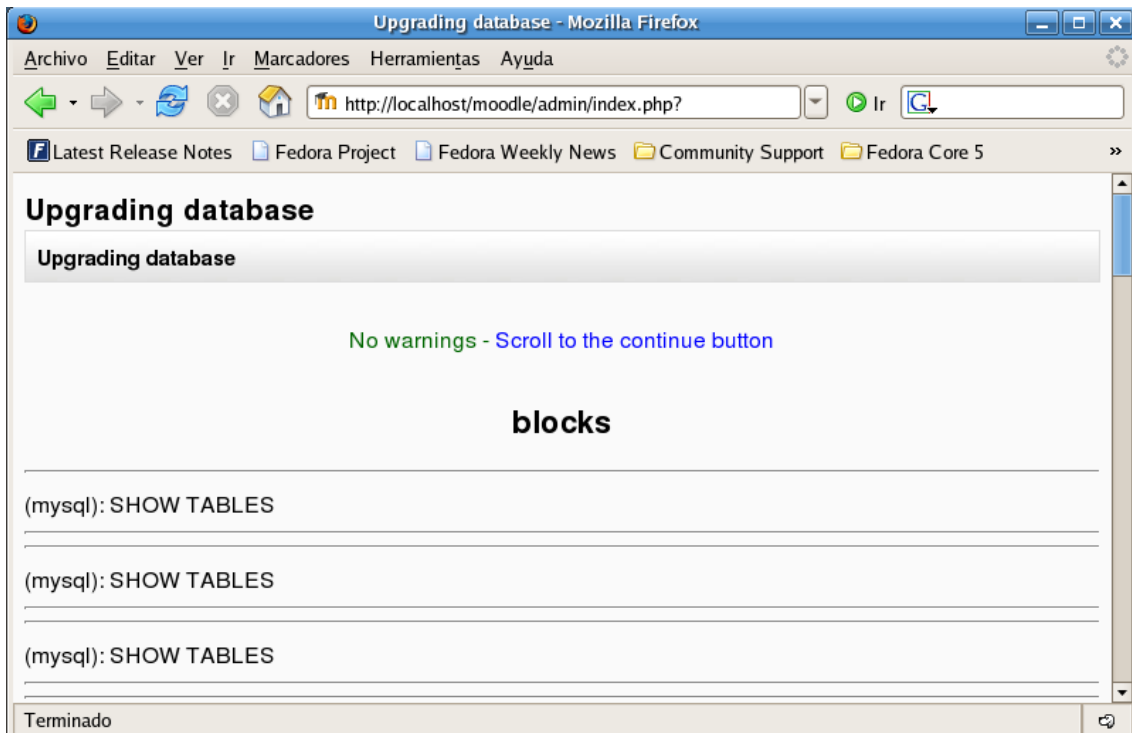 Upgrading database - Mozilla Firefox
Archivo Editar Ver Ir Marcadores Herramientas Ayuda
http://localhost/moodle/admin/index.php? Ir G
Latest Release Notes Fedora Project Fedora Weekly News Community Support Fedora Core 5 »
Upgrading database
Upgrading database
No warnings - Scroll to the continue button
blocks
(mysql): SHOW TABLES
(mysql): SHOW TABLES
(mysql): SHOW TABLES
Terminado